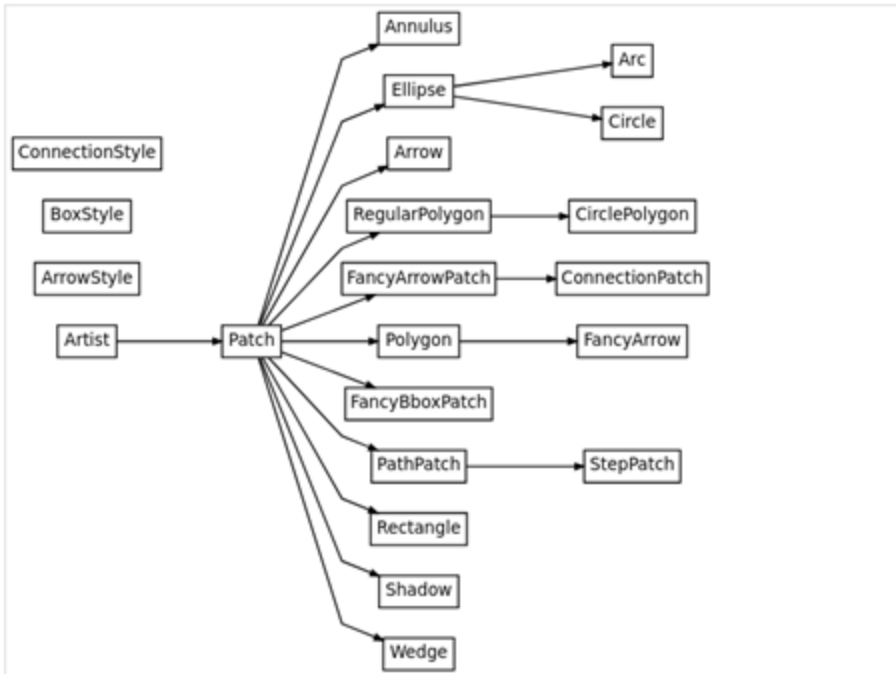 Annulus
Arc
Ellipse
Circle
ConnectionStyle
Arrow
BoxStyle
RegularPolygon
CirclePolygon
ArrowStyle
FancyArrowPatch
ConnectionPatch
Artist
Patch
Polygon
FancyArrow
FancyBboxPatch
PathPatch
StepPatch
Rectangle
Shadow
Wedge